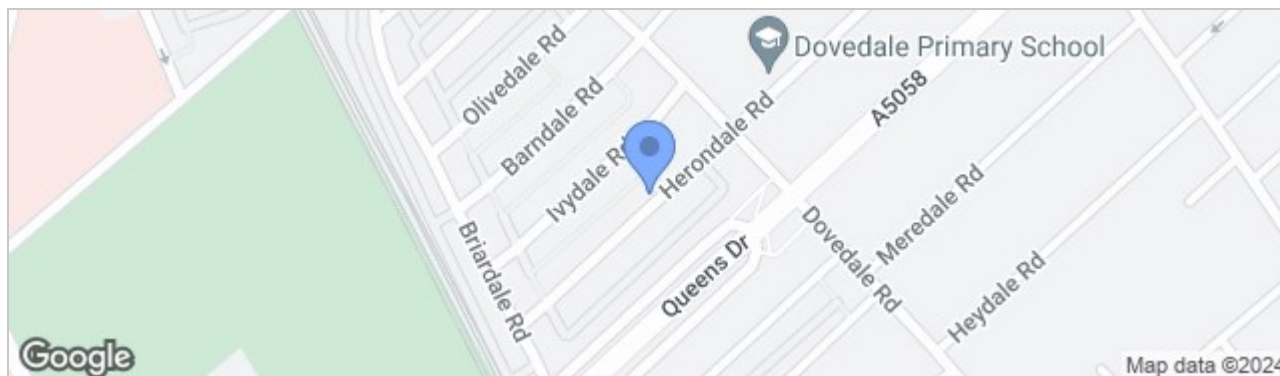 Olivedale Rd
Dovedale Primary School
Barndale Rd
A5058
Herondale Rd
Ivydale Rd
Meredale Rd
Briardale Rd
Queens Dr
Dovedale Rd
Heydale Rd
Google
Map data ©2024